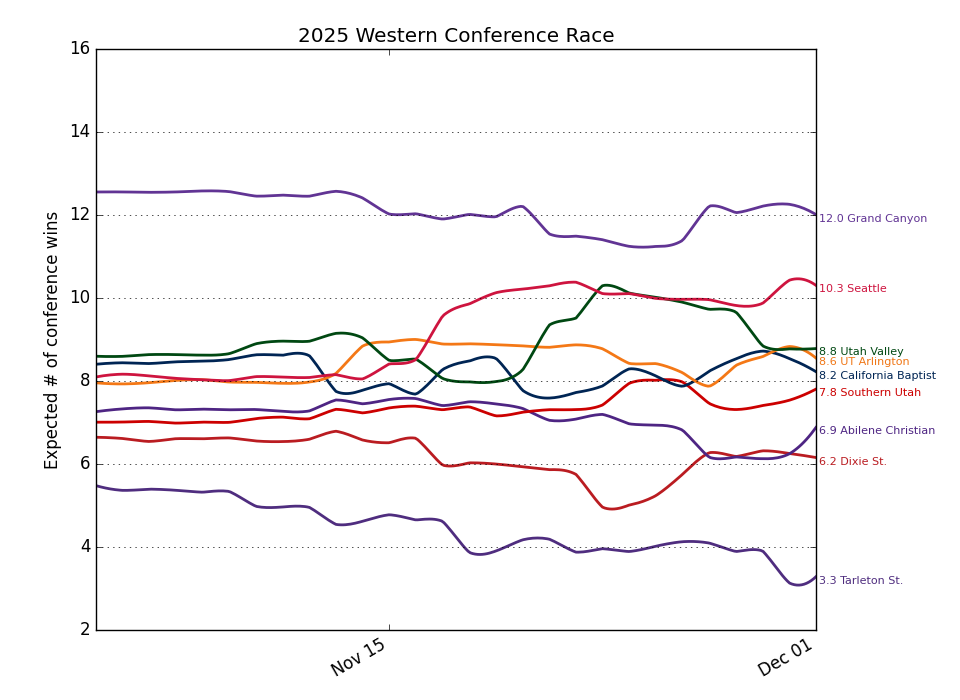 2025 Western Conference Race
Expected # of conference wins
16
14
12
10
8
6
4
2
Nov 15
Dec 01
12.0 Grand Canyon
10.3 Seattle
8.8 Utah Valley
8.6 UT Arlington
8.2 California Baptist
7.8 Southern Utah
6.9 Abilene Christian
6.2 Dixie St.
3.3 Tarleton St.